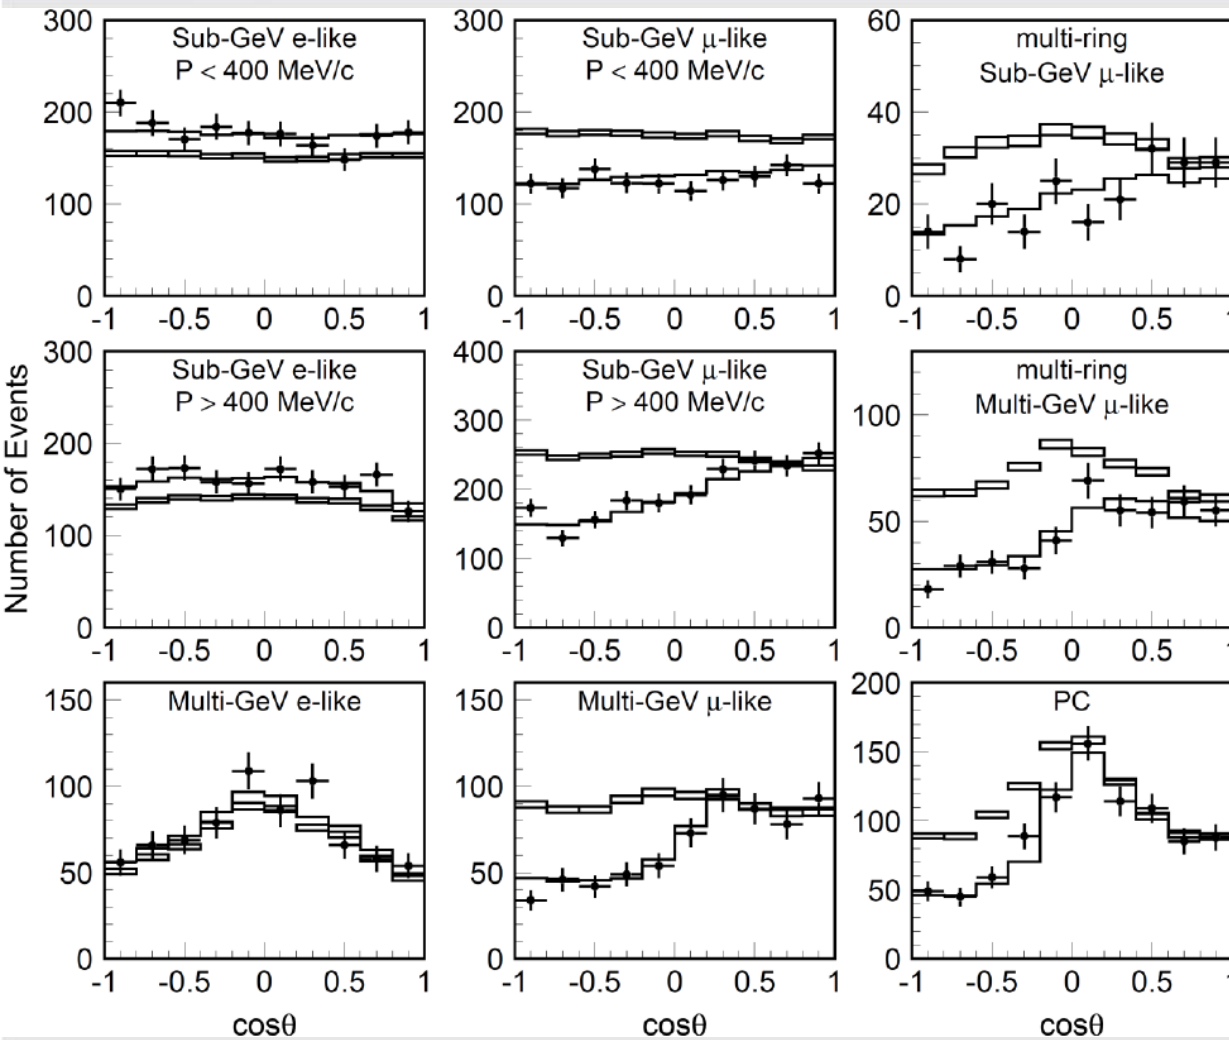 Number of Events
300
200
100
0
Sub-GeV e-like
P < 400 MeV/c
-1 -0.5 0 0.5 1
300
200
100
0
Sub-GeV μ-like
P < 400 MeV/c
-1 -0.5 0 0.5 1
60
40
20
0
multi-ring
Sub-GeV μ-like
-1 -0.5 0 0.5
300
200
100
0
Sub-GeV e-like
P > 400 MeV/c
-1 -0.5 0 0.5 1
400
300
200
100
0
Sub-GeV μ-like
P > 400 MeV/c
-1 -0.5 0 0.5 1
100
50
0
multi-ring
Multi-GeV μ-like
-1 -0.5 0 0.5
150
100
50
0
Multi-GeV e-like
-1 -0.5 0 0.5 1
cosθ
150
100
50
0
Multi-GeV μ-like
-1 -0.5 0 0.5 1
cosθ
200
150
100
50
0
PC
-1 -0.5 0 0.5
cosθ